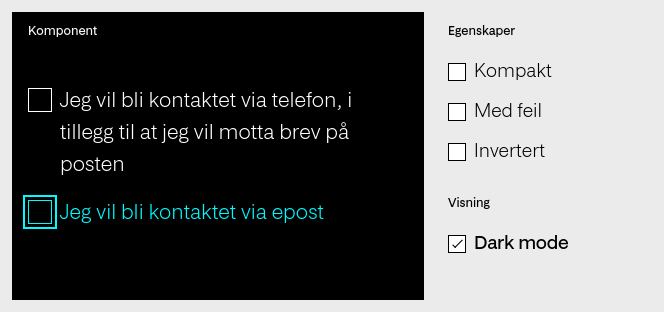 Komponent
Jeg vil bli kontaktet via telefon, i
tillegg til at jeg vil motta brev på
posten
Jeg vil bli kontaktet via epost
Egenskaper
Kompakt
Med feil
Invertert
Visning
Dark mode